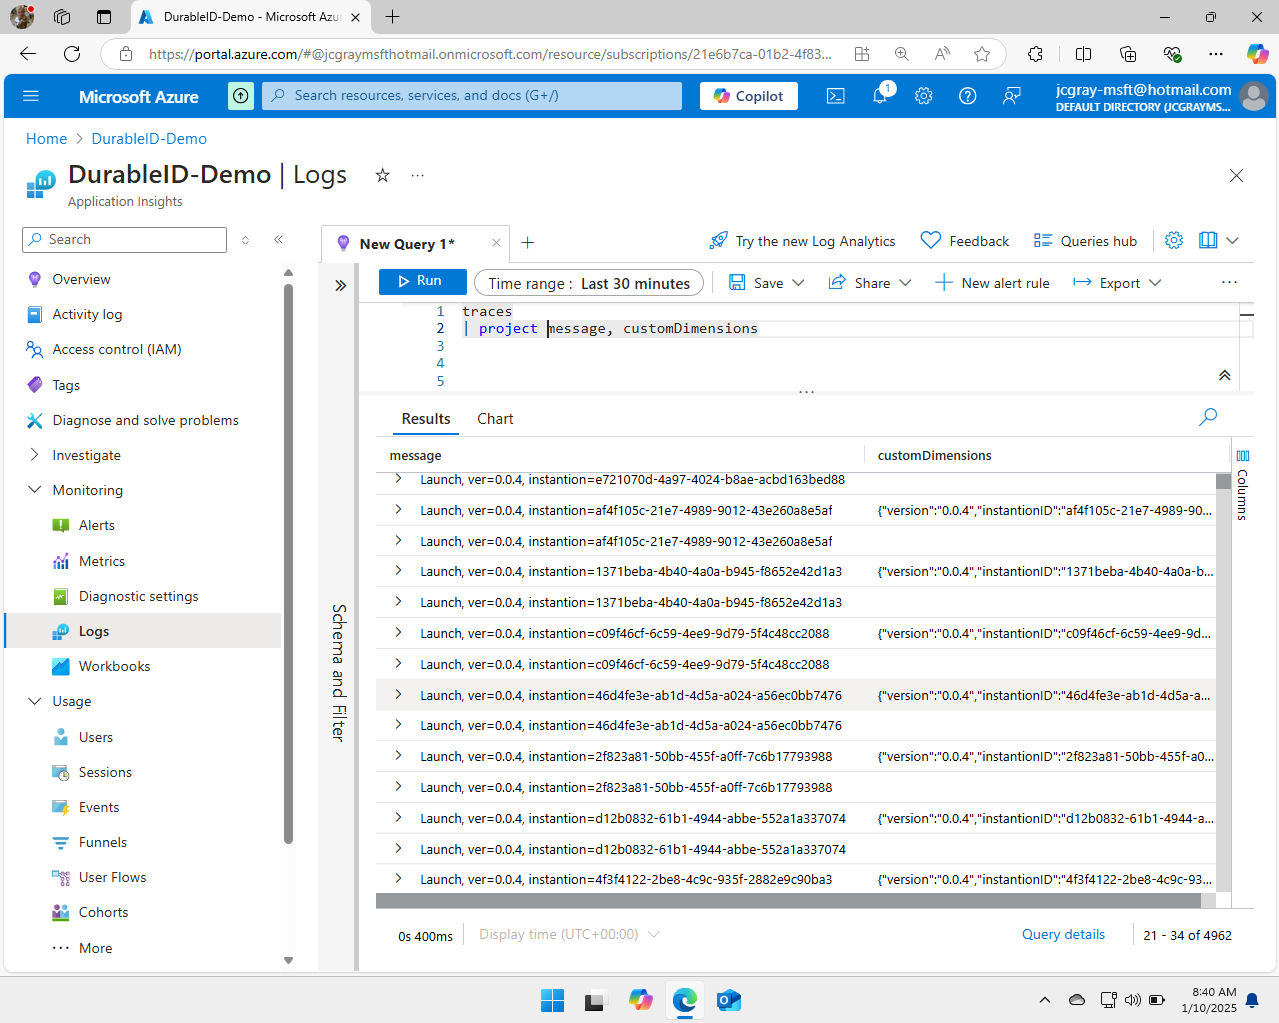 DurableID-Demo - Microsoft Azu
https://portal.azure.com/#@jcgraymsfthotmail.onmicrosoft.com/resource/subscriptions/21e6b7ca-01b2-4f83...
Microsoft Azure
Search resources, services, and docs (G+/)
Copilot
1
jcgray-msft@hotmail.com
DEFAULT DIRECTORY (JCGRAYMS...
Home > DurableID-Demo
DurableID-Demo | Logs
Application Insights
Search
Overview
Activity log
Access control (IAM)
Tags
Diagnose and solve problems
Investigate
Monitoring
Alerts
Metrics
Diagnostic settings
Logs
Workbooks
Usage
Users
Sessions
Events
Funnels
User Flows
Cohorts
More
New Query 1*
Try the new Log Analytics
Feedback
Queries hub
Run
Time range : Last 30 minutes
Save
Share
New alert rule
Export
1 traces
2 | project message, customDimensions
3
4
5
Schema and Filter
Results
Chart
message customDimensions
Columns
Launch, ver=0.0.4, instantion=e721070d-4a97-4024-b8ae-acbd163bed88
Launch, ver=0.0.4, instantion=af4f105c-21e7-4989-9012-43e260a8e5af {"version":"0.0.4","instantionID":"af4f105c-21e7-4989-90...
Launch, ver=0.0.4, instantion=af4f105c-21e7-4989-9012-43e260a8e5af
Launch, ver=0.0.4, instantion=1371beba-4b40-4a0a-b945-f8652e42d1a3 {"version":"0.0.4","instantionID":"1371beba-4b40-4a0a-b...
Launch, ver=0.0.4, instantion=1371beba-4b40-4a0a-b945-f8652e42d1a3
Launch, ver=0.0.4, instantion=c09f46cf-6c59-4ee9-9d79-5f4c48cc2088 {"version":"0.0.4","instantionID":"c09f46cf-6c59-4ee9-9d...
Launch, ver=0.0.4, instantion=c09f46cf-6c59-4ee9-9d79-5f4c48cc2088
Launch, ver=0.0.4, instantion=46d4fe3e-ab1d-4d5a-a024-a56ec0bb7476 {"version":"0.0.4","instantionID":"46d4fe3e-ab1d-4d5a-a...
Launch, ver=0.0.4, instantion=46d4fe3e-ab1d-4d5a-a024-a56ec0bb7476
Launch, ver=0.0.4, instantion=2f823a81-50bb-455f-a0ff-7c6b17793988 {"version":"0.0.4","instantionID":"2f823a81-50bb-455f-a0...
Launch, ver=0.0.4, instantion=2f823a81-50bb-455f-a0ff-7c6b17793988
Launch, ver=0.0.4, instantion=d12b0832-61b1-4944-abbe-552a1a337074 {"version":"0.0.4","instantionID":"d12b0832-61b1-4944-a...
Launch, ver=0.0.4, instantion=d12b0832-61b1-4944-abbe-552a1a337074
Launch, ver=0.0.4, instantion=4f3f4122-2be8-4c9c-935f-2882e9c90ba3 {"version":"0.0.4","instantionID":"4f3f4122-2be8-4c9c-93...
0s 400ms
Display time (UTC+00:00)
Query details
21 - 34 of 4962
8:40 AM
1/10/2025